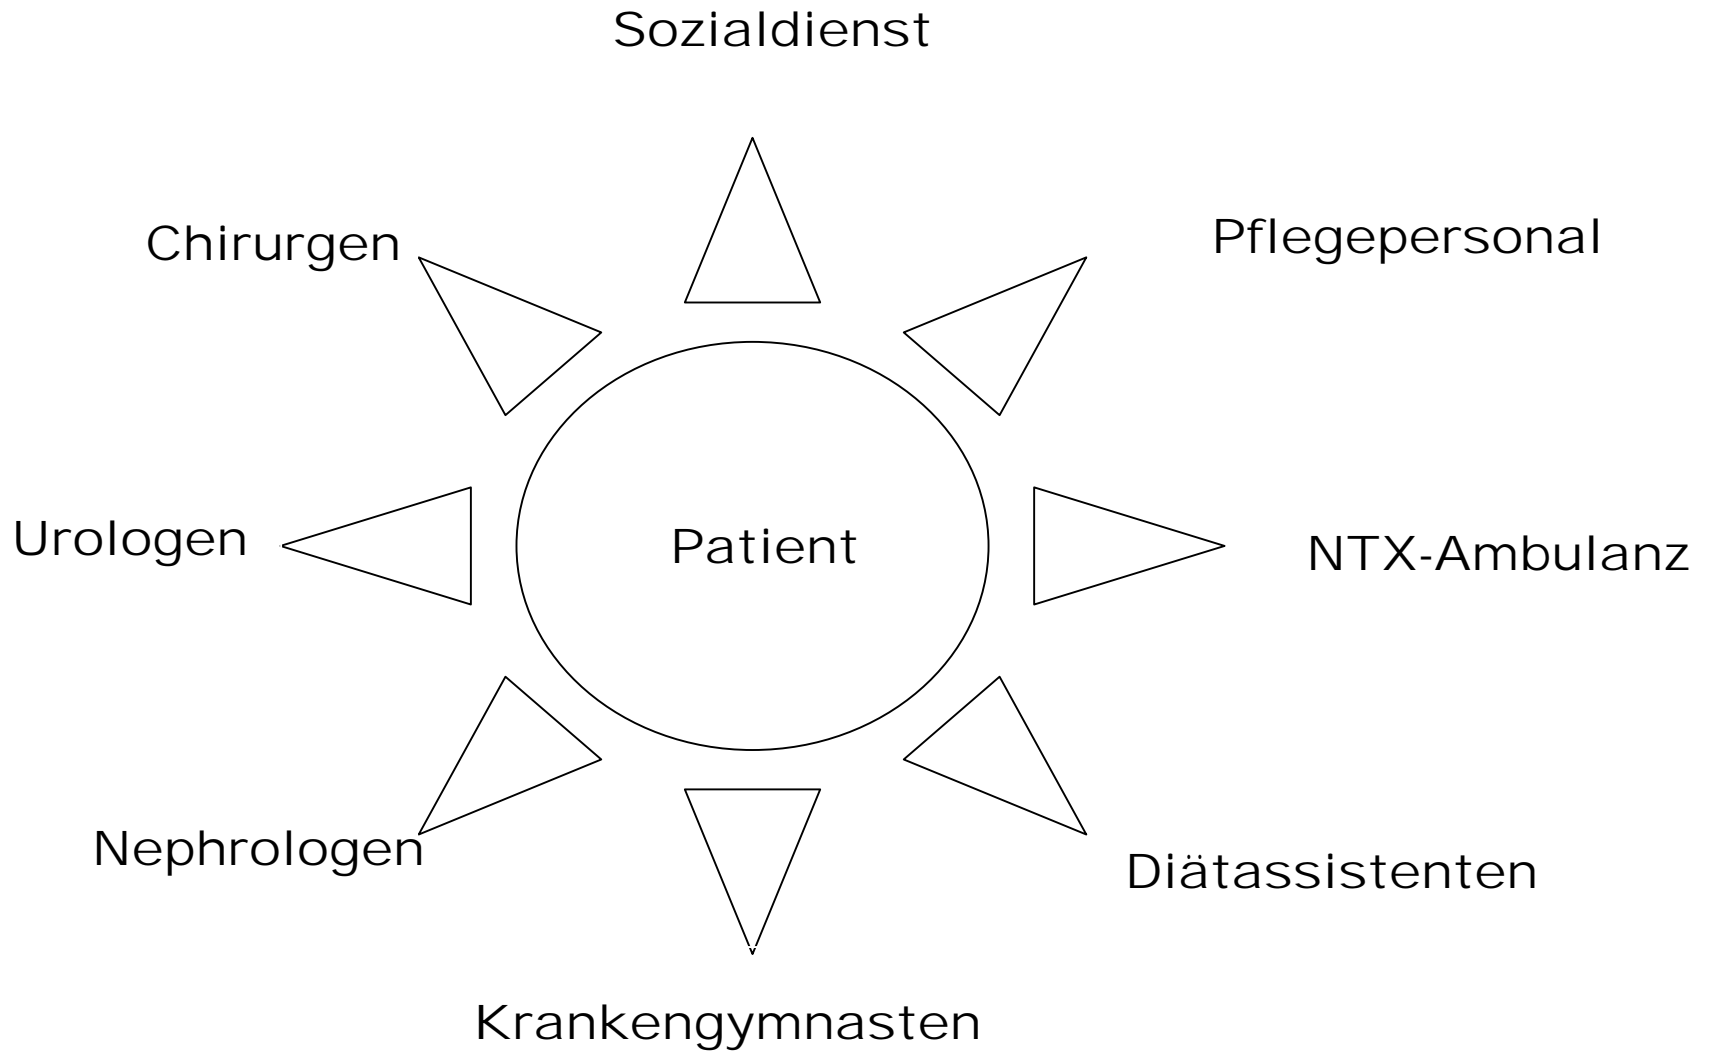 Sozialdienst
Chirurgen
Pflegepersonal
Urologen
Patient
NTX-Ambulanz
Nephrologen
Diätassistenten
Krankengymnasten